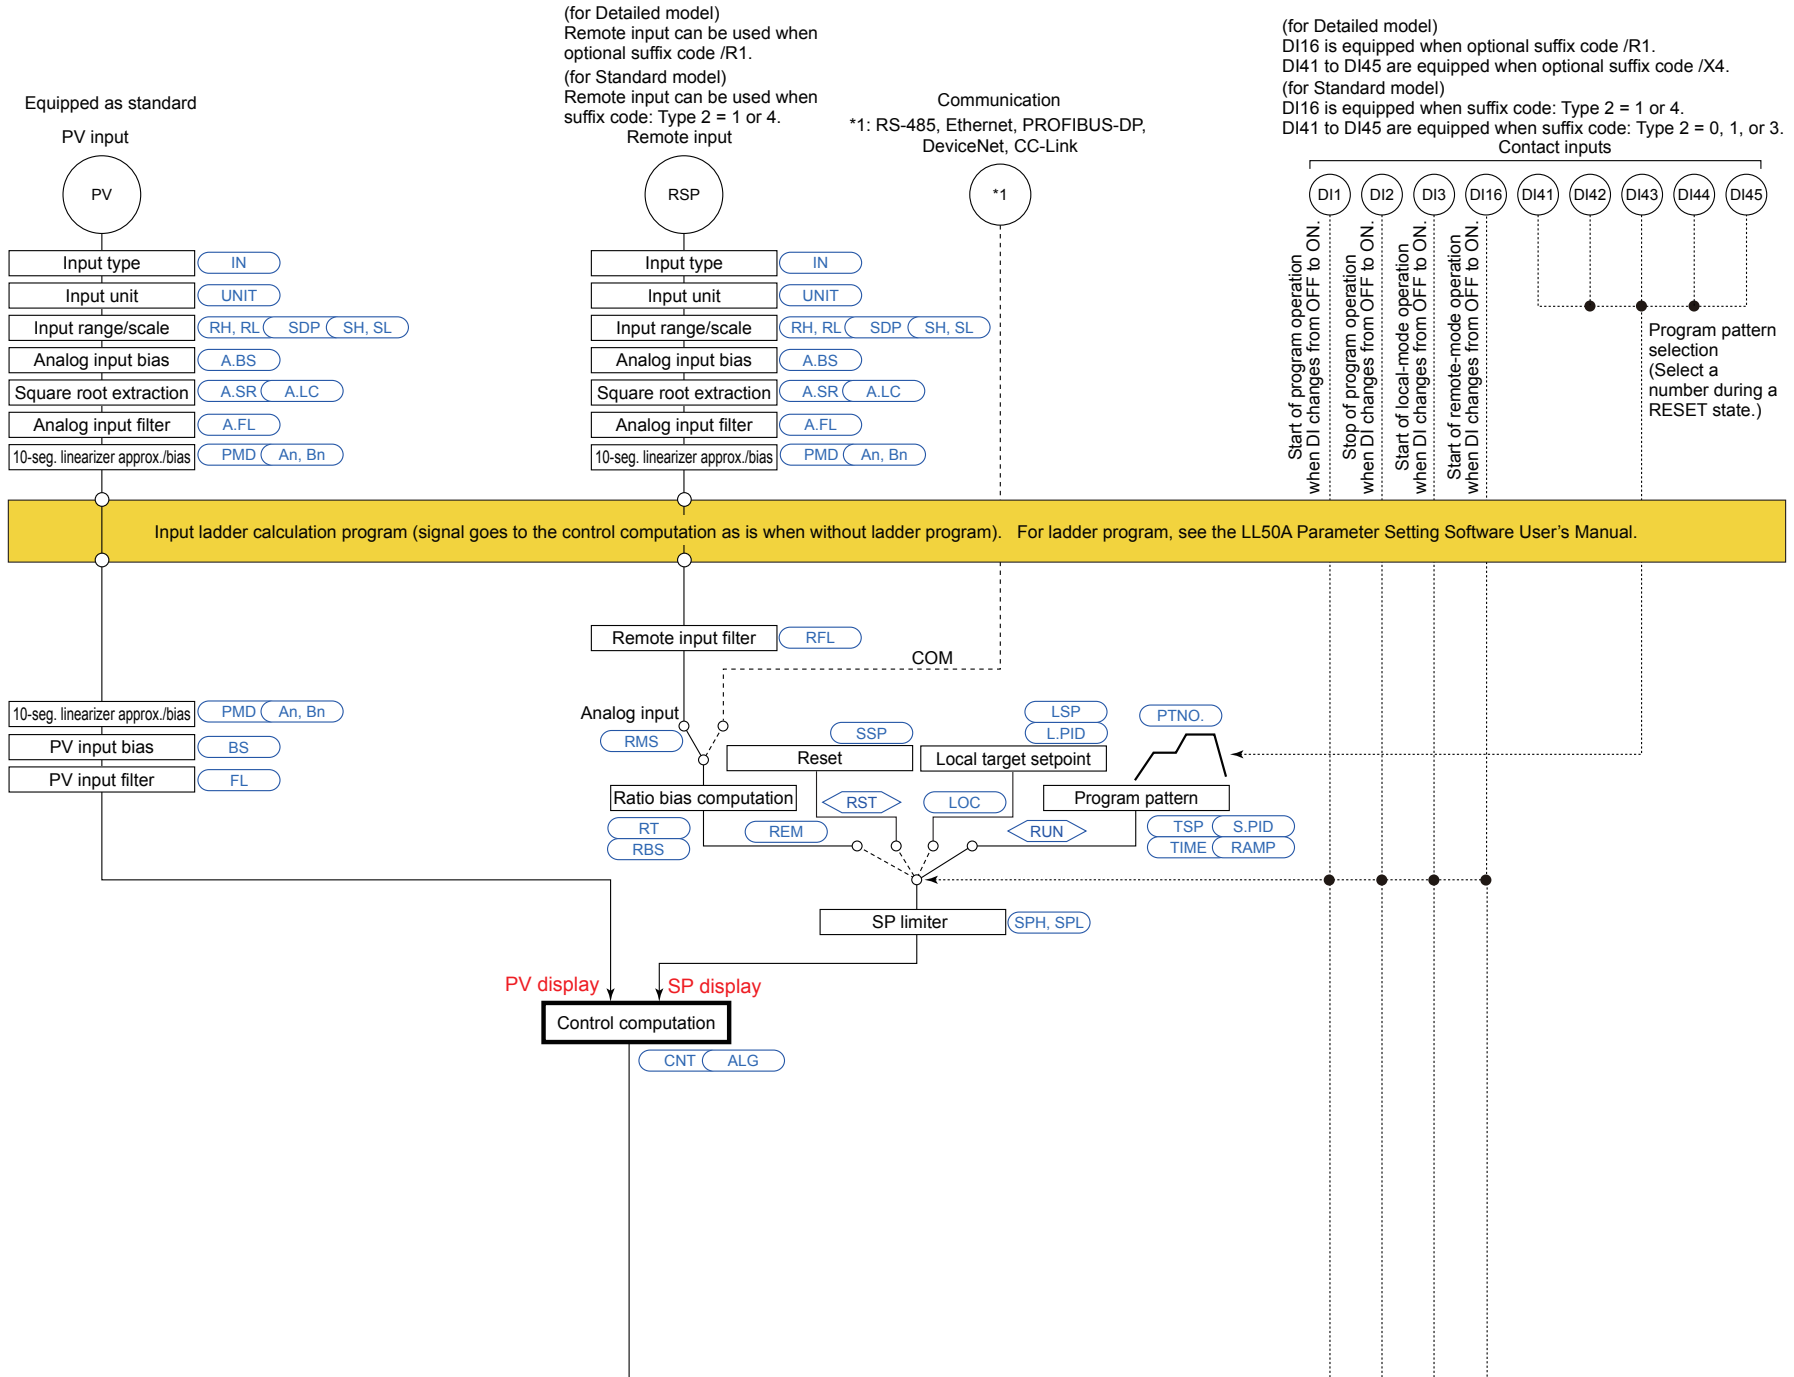 (for Detailed model)
Remote input can be used when
optional suffix code /R1.
(for Standard model)
Remote input can be used when
suffix code: Type 2 = 1 or 4.
Remote input
(for Detailed model)
DI16 is equipped when optional suffix code /R1.
DI41 to DI45 are equipped when optional suffix code /X4.
(for Standard model)
DI16 is equipped when suffix code: Type 2 = 1 or 4.
DI41 to DI45 are equipped when suffix code: Type 2 = 0, 1, or 3.
Contact inputs
Equipped as standard
PV input
Communication
*1: RS-485, Ethernet, PROFIBUS-DP,
DeviceNet, CC-Link
PV
RSP
*1
DI1
DI2
DI3
DI16
DI41
DI42
DI43
DI44
DI45
Input type
IN
Input unit
UNIT
Input range/scale
RH, RL
SDP
SH, SL
Analog input bias
A.BS
Square root extraction
A.SR
A.LC
Analog input filter
A.FL
10-seg. linearizer approx./bias
PMD
An, Bn
Input type
IN
Input unit
UNIT
Input range/scale
RH, RL
SDP
SH, SL
Analog input bias
A.BS
Square root extraction
A.SR
A.LC
Analog input filter
A.FL
10-seg. linearizer approx./bias
PMD
An, Bn
Start of program operation
when DI changes from OFF to ON.
Stop of program operation
when DI changes from OFF to ON.
Start of local-mode operation
when DI changes from OFF to ON.
Start of remote-mode operation
when DI changes from OFF to ON.
Program pattern
selection
(Select a
number during a
RESET state.)
Input ladder calculation program (signal goes to the control computation as is when without ladder program).   For ladder program, see the LL50A Parameter Setting Software User's Manual.
Remote input filter
RFL
COM
10-seg. linearizer approx./bias
PMD
An, Bn
PV input bias
BS
PV input filter
FL
Analog input
RMS
SSP
Reset
LSP
L.PID
Local target setpoint
PTNO.
Ratio bias computation
RST
LOC
Program pattern
RT
RBS
REM
RUN
TSP
S.PID
TIME
RAMP
SP limiter
SPH, SPL
PV display
SP display
Control computation
CNT
ALG